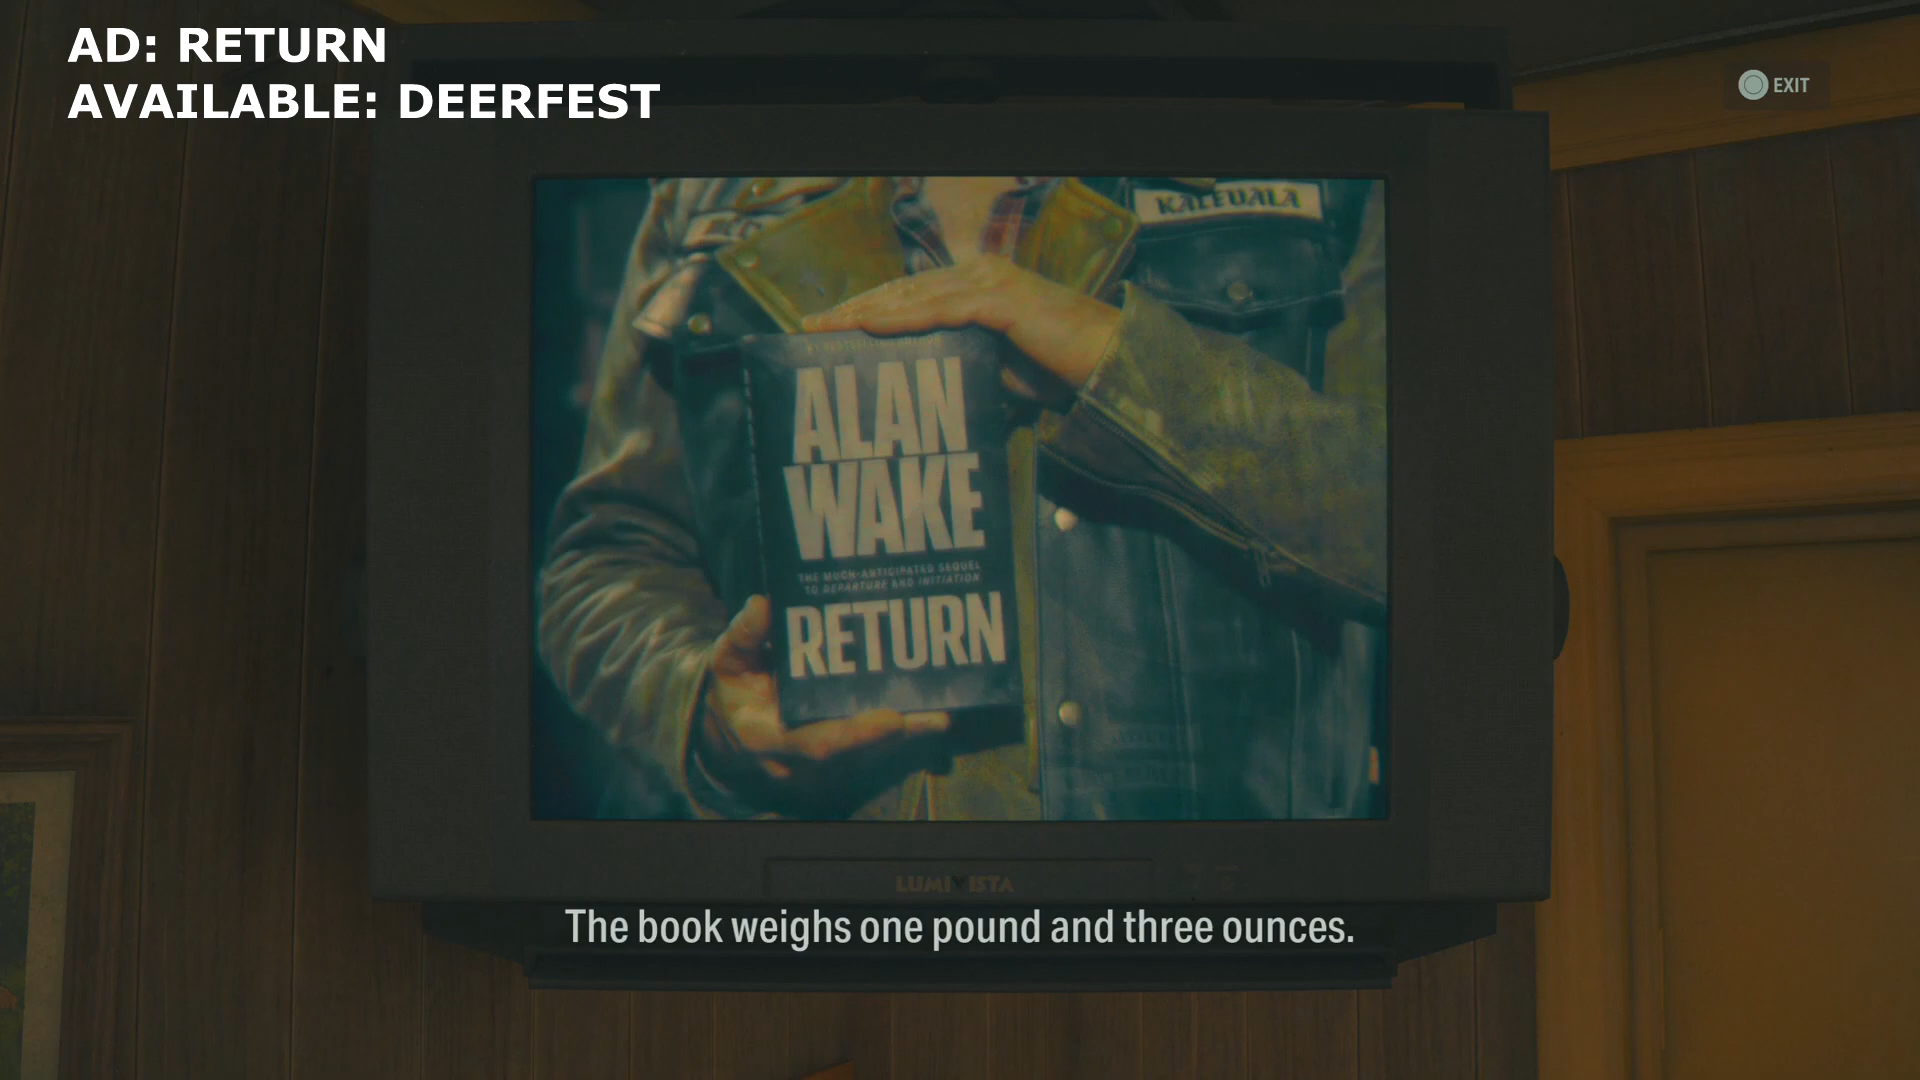 AD: RETURN
AVAILABLE: DEERFEST
EXIT
KALEVALA
ALAN
WAKE
THE MUCH-ANTICIPATED SEQUEL
TO DEPARTURE AND INITIATION
RETURN
LUMIVISTA
The book weighs one pound and three ounces.